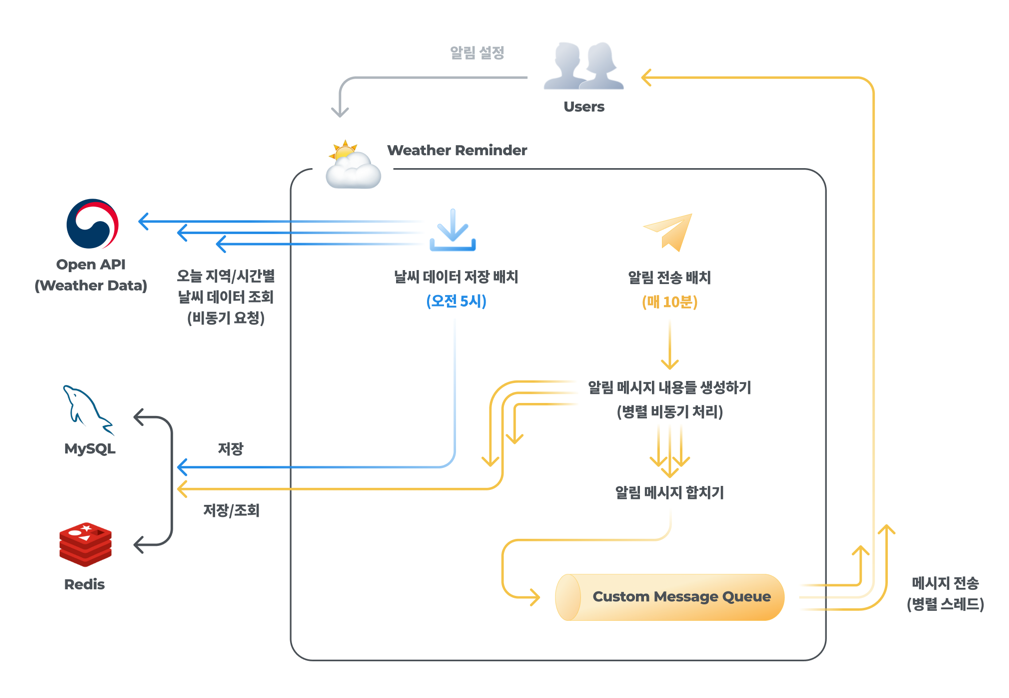 알림 설정
Users
Weather Reminder
Open API
(Weather Data)
오늘 지역/시간별
날씨 데이터 조회
(비동기 요청)
날씨 데이터 저장 배치
(오전 5시)
알림 전송 배치
(매 10분)
알림 메시지 내용들 생성하기
(병렬 비동기 처리)
MySQL
저장
저장/조회
알림 메시지 합치기
Redis
Custom Message Queue
메시지 전송
(병렬 스레드)